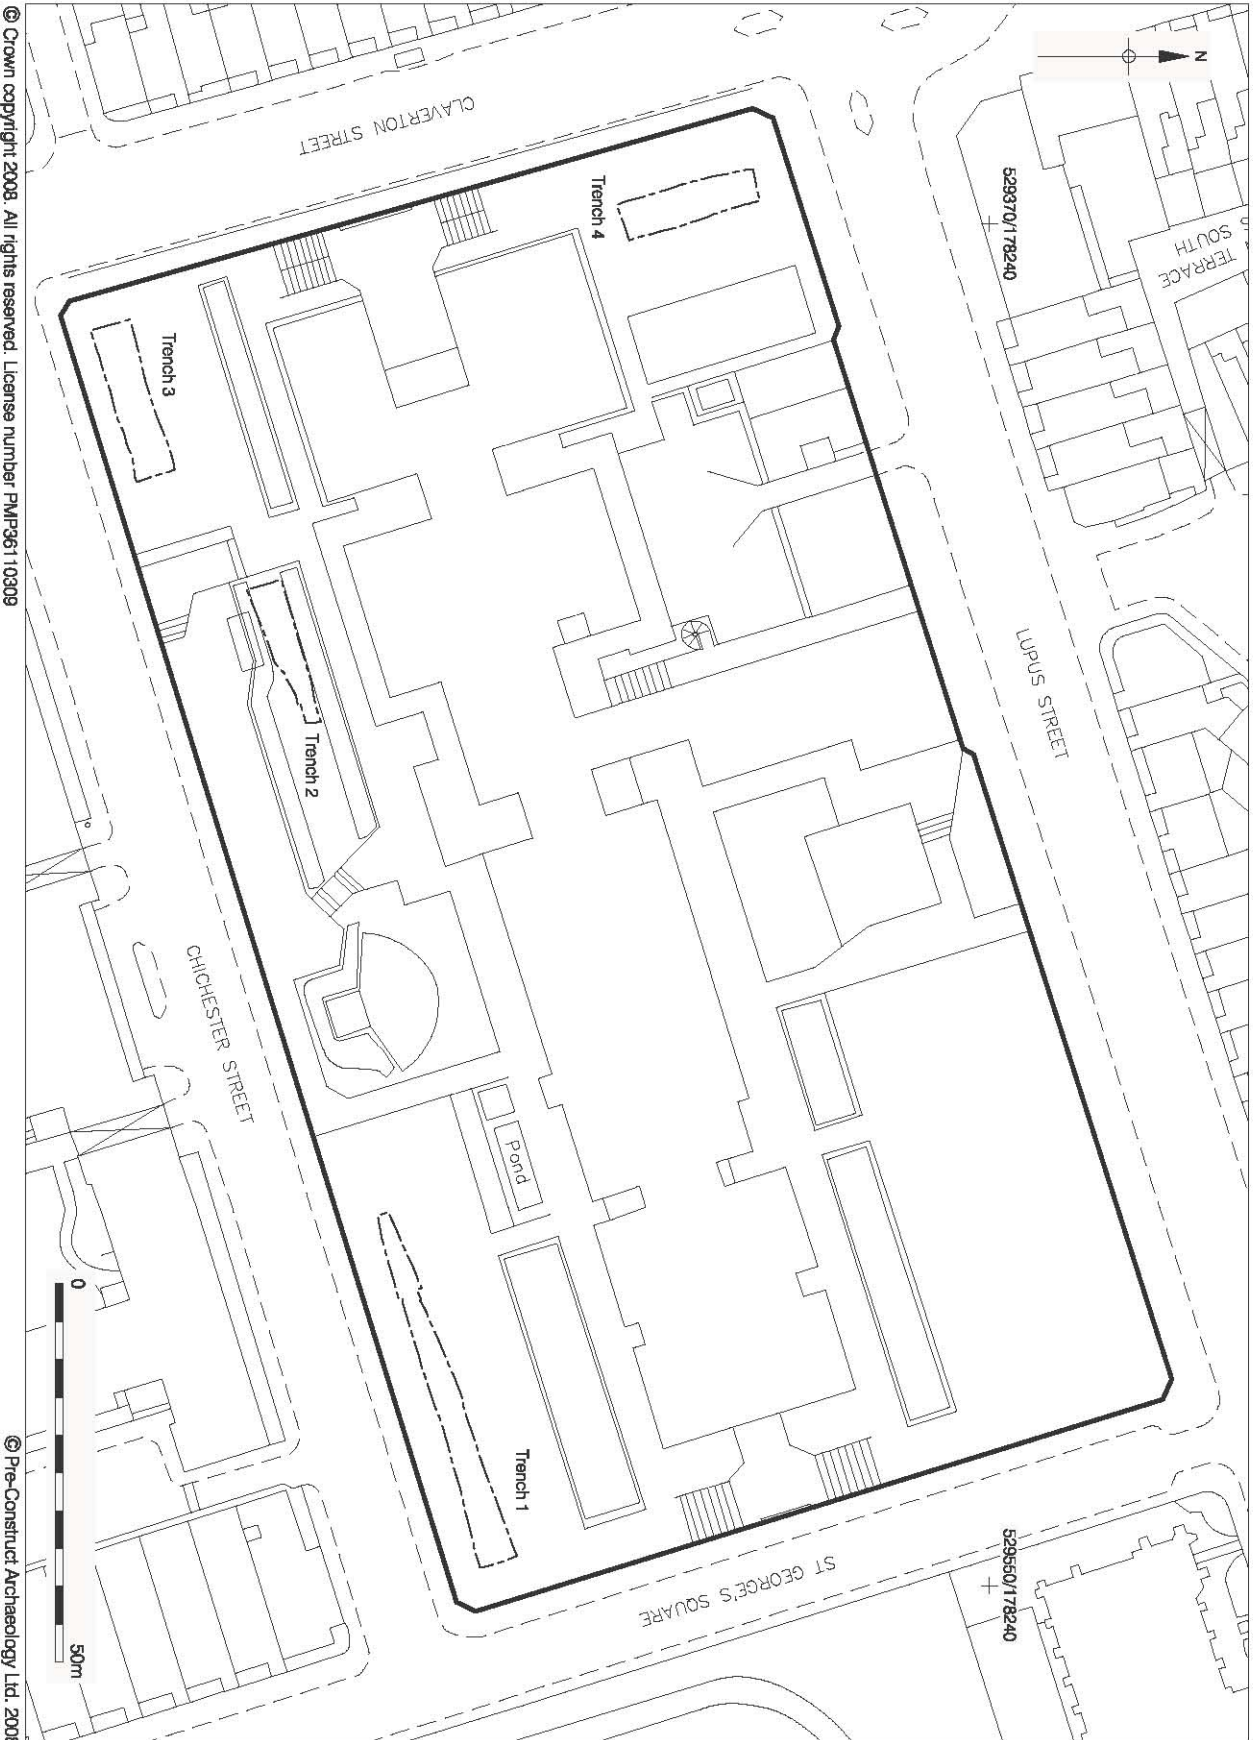 N
TERRACE
SOUTH
529370/178240
529550/178240
LUPUS STREET
CLAVERTON STREET
Trench 4
Trench 3
Trench 2
Pond
Trench 1
CHICHESTER STREET
ST GEORGE'S SQUARE
0
50m
© Crown copyright 2008. All rights reserved. License number PMP36110309
© Pre-Construct Archaeology Ltd. 2008